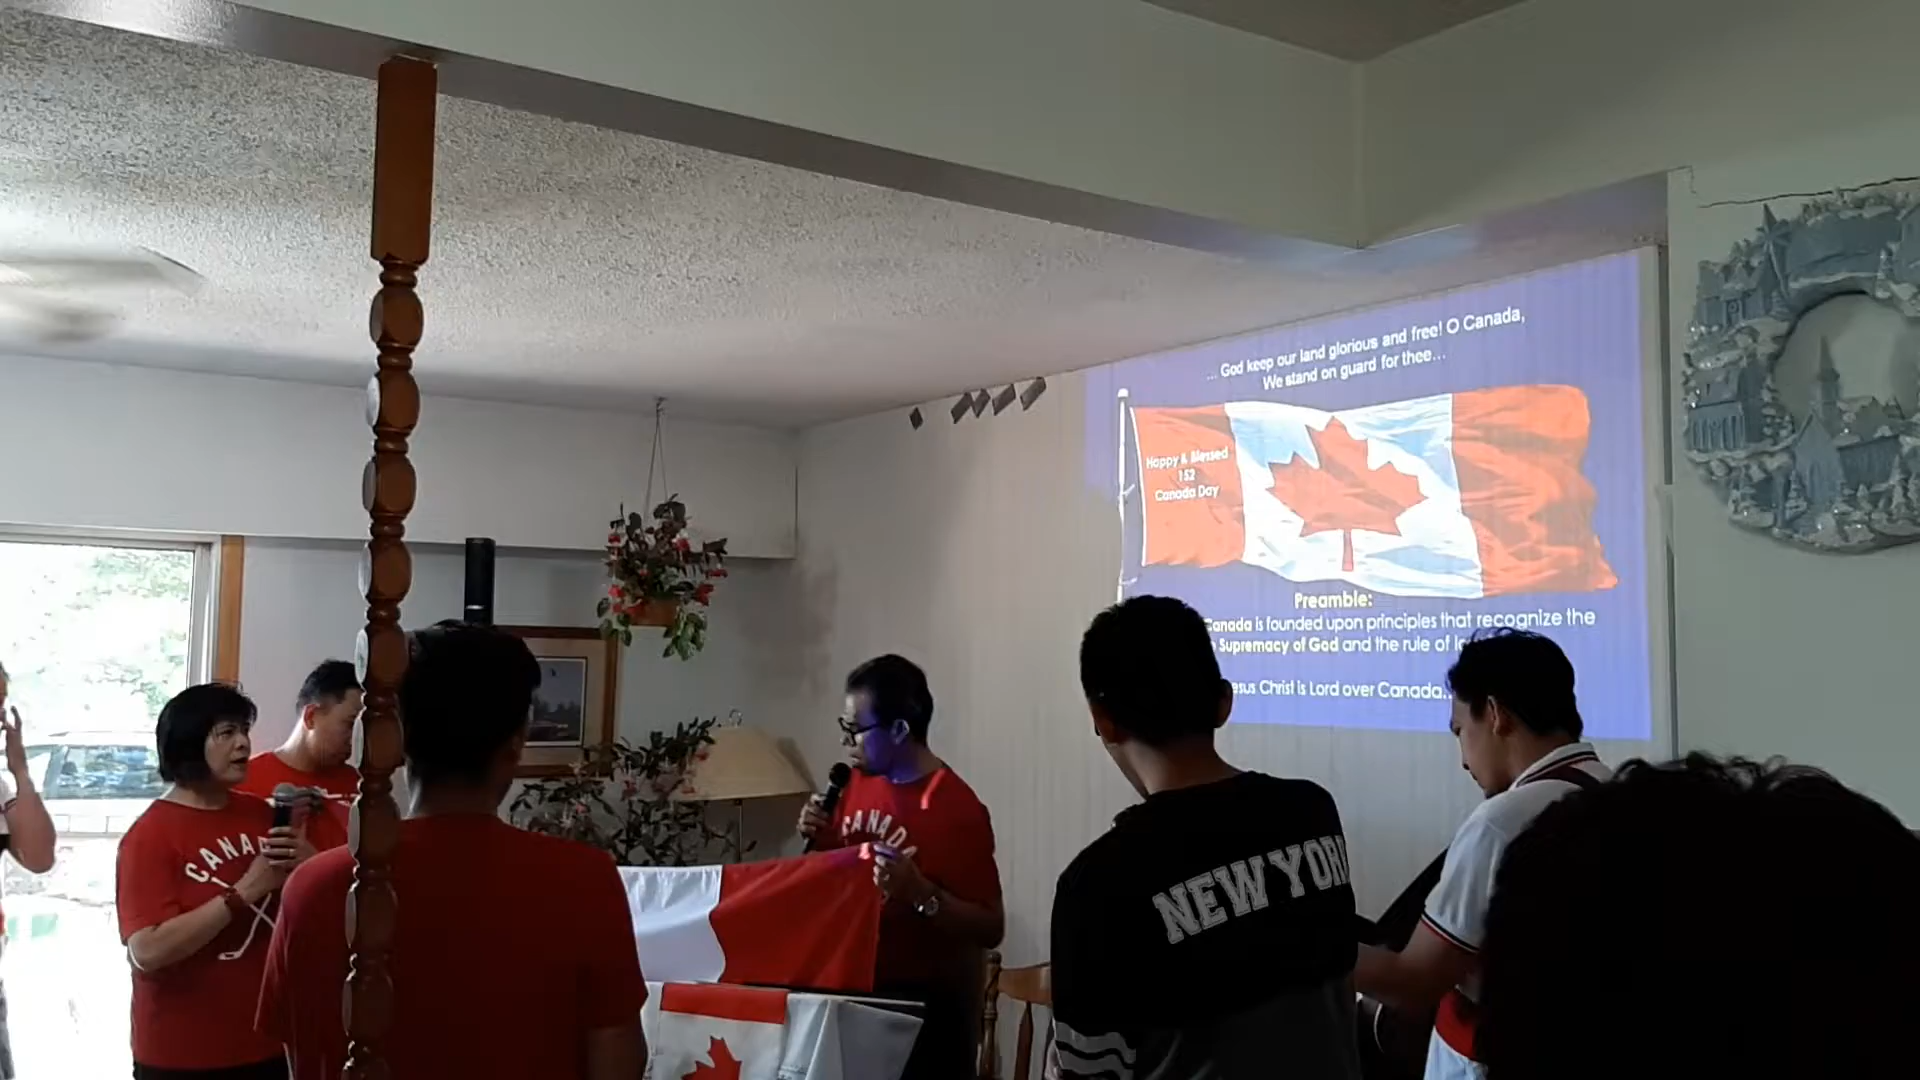 ... God keep our land glorious and free! O Canada,
We stand on guard for thee...
Happy & Blessed
152
Canada Day
Preamble:
Canada is founded upon principles that recognize the
Supremacy of God and the rule of
Christ is Lord over Canada..
CANADA
NEW YORK